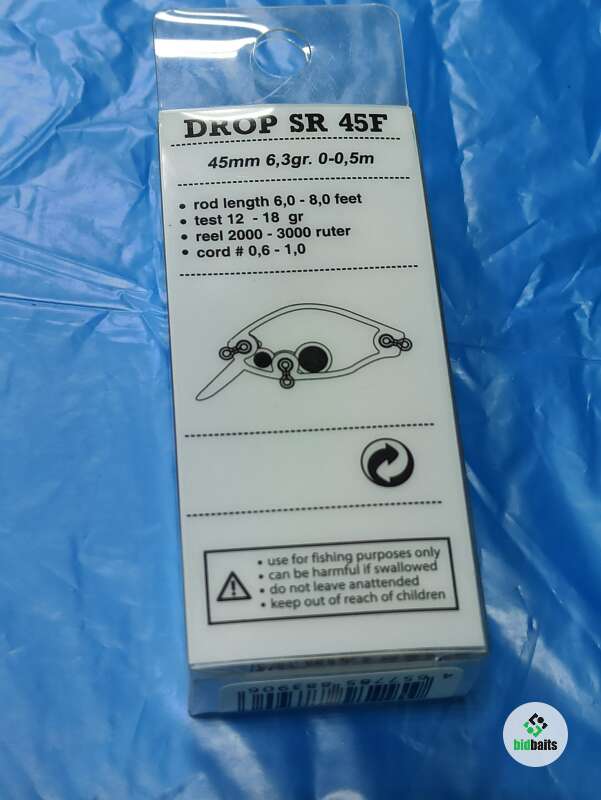 DROP SR 45F
45mm 6,3gr. 0-0,5m
• rod length 6,0 - 8,0 feet
• test 12 - 18 gr
• reel 2000 - 3000 ruter
• cord # 0,6 - 1,0
• use for fishing purposes only
• can be harmful if swallowed
• do not leave anattended
• keep out of reach of children
bidbaits